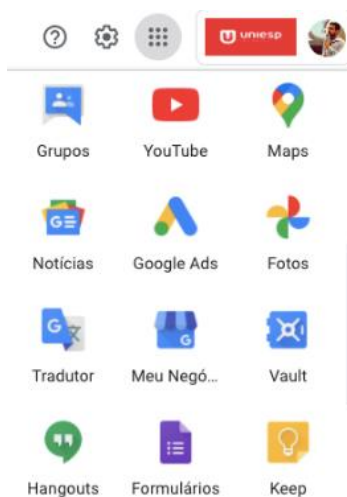 uniesp
Grupos YouTube Maps
Notícias Google Ads Fotos
Tradutor Meu Negó... Vault
Hangouts Formulários Keep